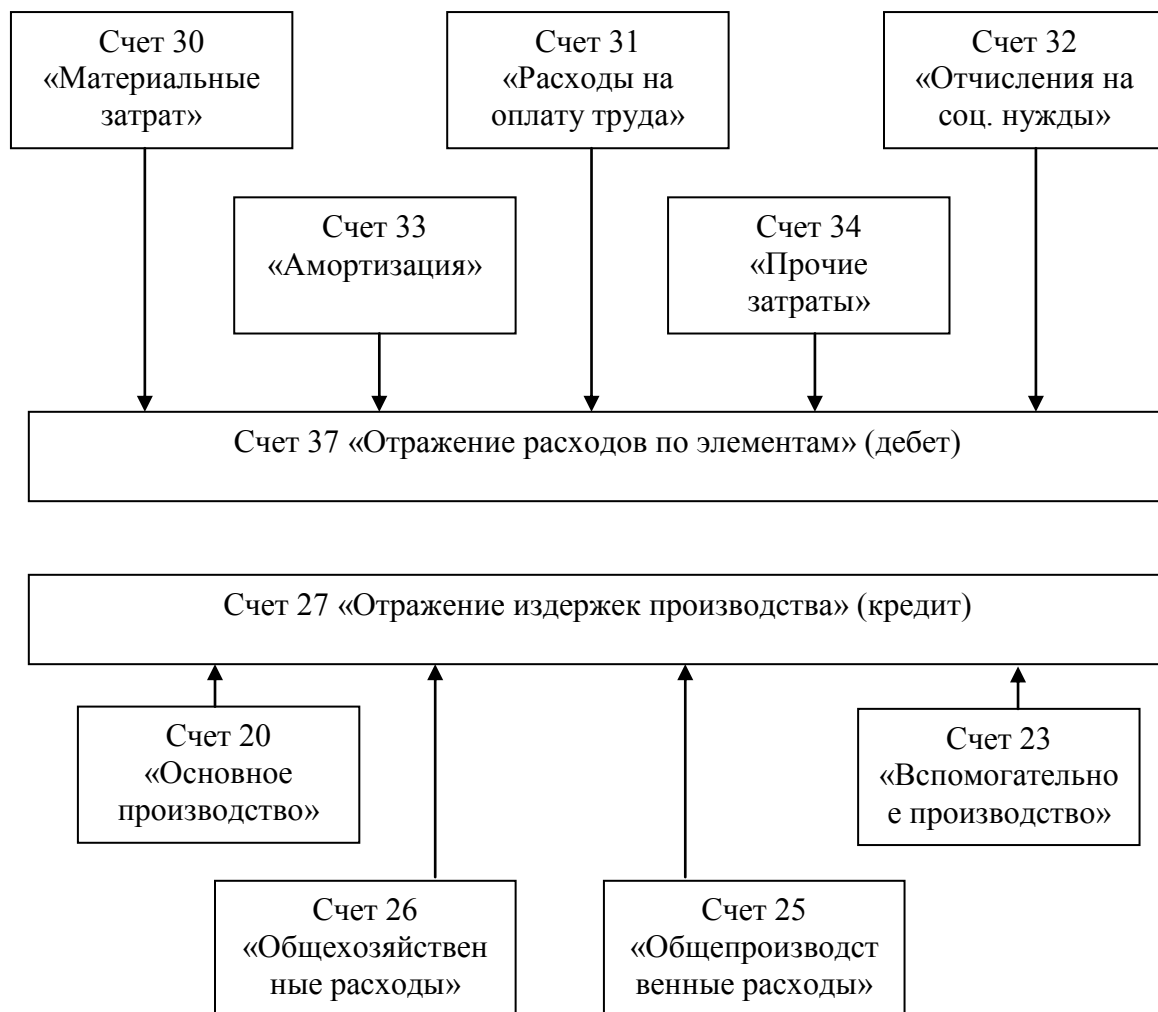 Счет 30
«Материальные
затрат»
Счет 31
«Расходы на
оплату труда»
Счет 32
«Отчисления на
соц. нужды»
Счет 33
«Амортизация»
Счет 34
«Прочие
затраты»
Счет 37 «Отражение расходов по элементам» (дебет)
Счет 27 «Отражение издержек производства» (кредит)
Счет 20
«Основное
производство»
Счет 23
«Вспомогательно
е производство»
Счет 26
«Общехозяйствен
ные расходы»
Счет 25
«Общепроизводст
венные расходы»